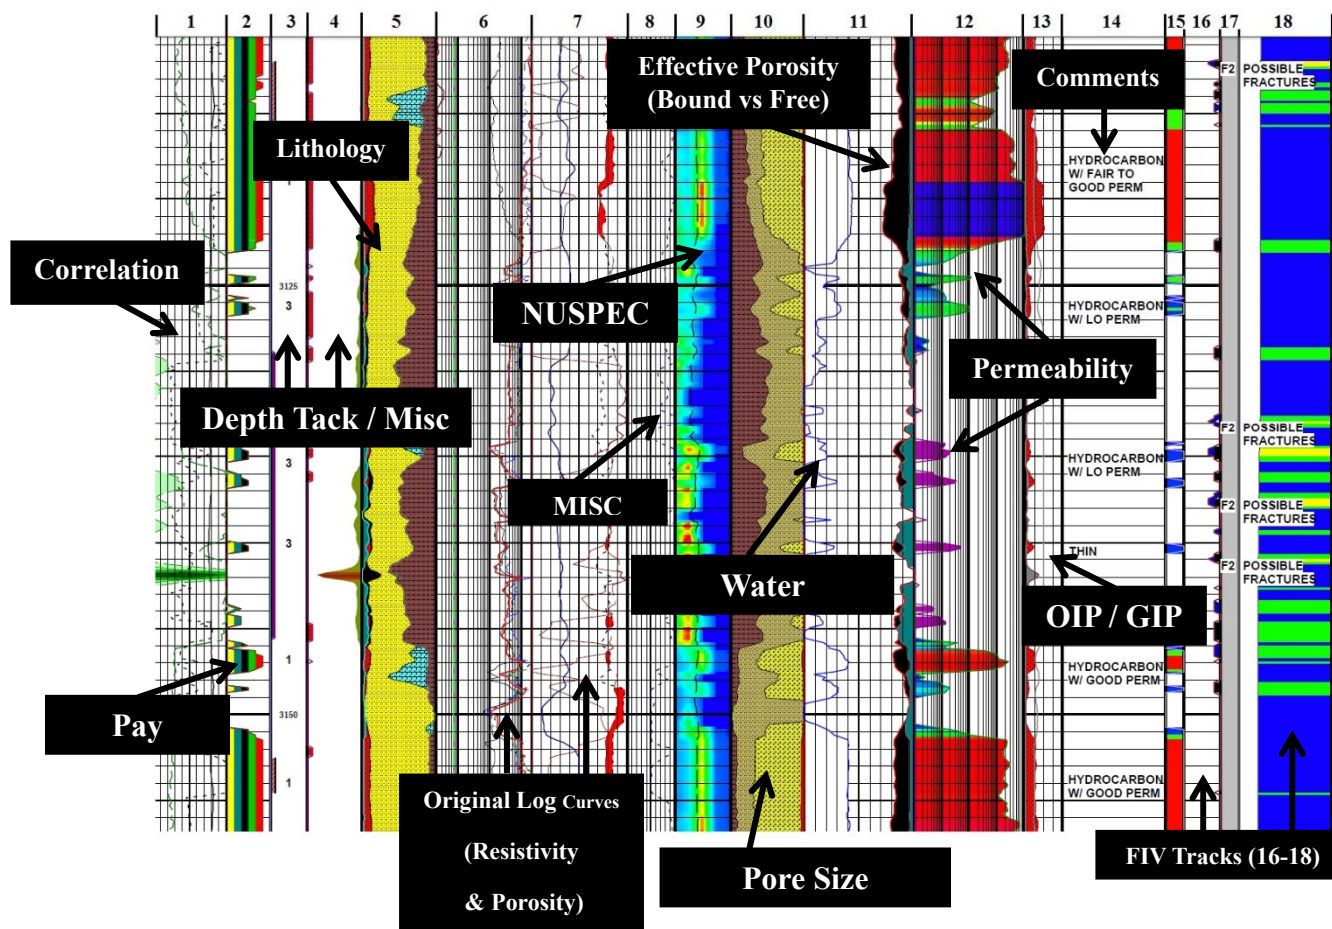 1 2 3 4 5 6 7 8 9 10 11 12 13 14 15 16 17 18
Effective Porosity
(Bound vs Free)
Comments
F2 POSSIBLE
FRACTURES
Lithology
HYDROCARBON
W/ FAIR TO
GOOD PERM
Correlation
3125
3
NUSPEC
HYDROCARBON
W/ LO PERM
Permeability
Depth Tack / Misc
F2 POSSIBLE
FRACTURES
3
HYDROCARBON
W/ LO PERM
MISC
F2 POSSIBLE
FRACTURES
3
THIN
Water
F2 POSSIBLE
FRACTURES
OIP / GIP
1
HYDROCARBON
W/ GOOD PERM
Pay
3150
1
HYDROCARBON
W/ GOOD PERM
Original Log Curves
(Resistivity
& Porosity)
Pore Size
FIV Tracks (16-18)